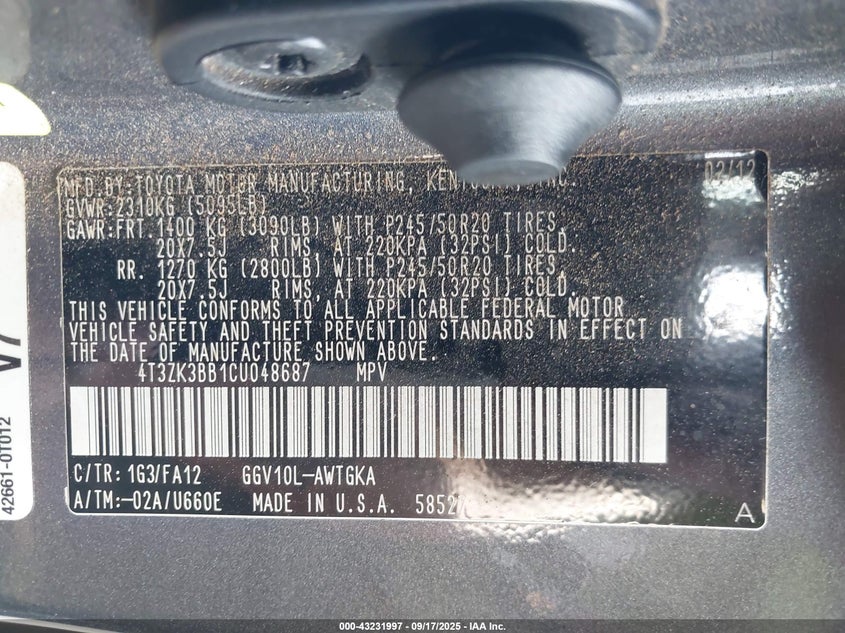 MFD.BY:TOYOTA MOTOR MANUFACTURING, 02/12
GVWR:2310KG (5095LB)
GAWR:FRT.1400 KG (3090LB) WITH P245/50R20 TIRES,
20X7.5J RIMS, AT 220KPA (32PSI) COLD.
RR. 1270 KG (2800LB) WITH P245/50R20 TIRES,
20X7.5J RIMS, AT 220KPA (32PSI) COLD.
THIS VEHICLE CONFORMS TO ALL APPLICABLE FEDERAL MOTOR
VEHICLE SAFETY AND THEFT PREVENTION STANDARDS IN EFFECT ON
THE DATE OF MANUFACTURE SHOWN ABOVE.
4T3ZK3BB1CU048687 MPV
C/TR: 1G3/FA12 GGV10L-AWTGKA
A/TM:-02A/U660E MADE IN U.S.A. 5852
A
42661-0T012
000-43231997 - 09/17/2025 - IAA Inc.